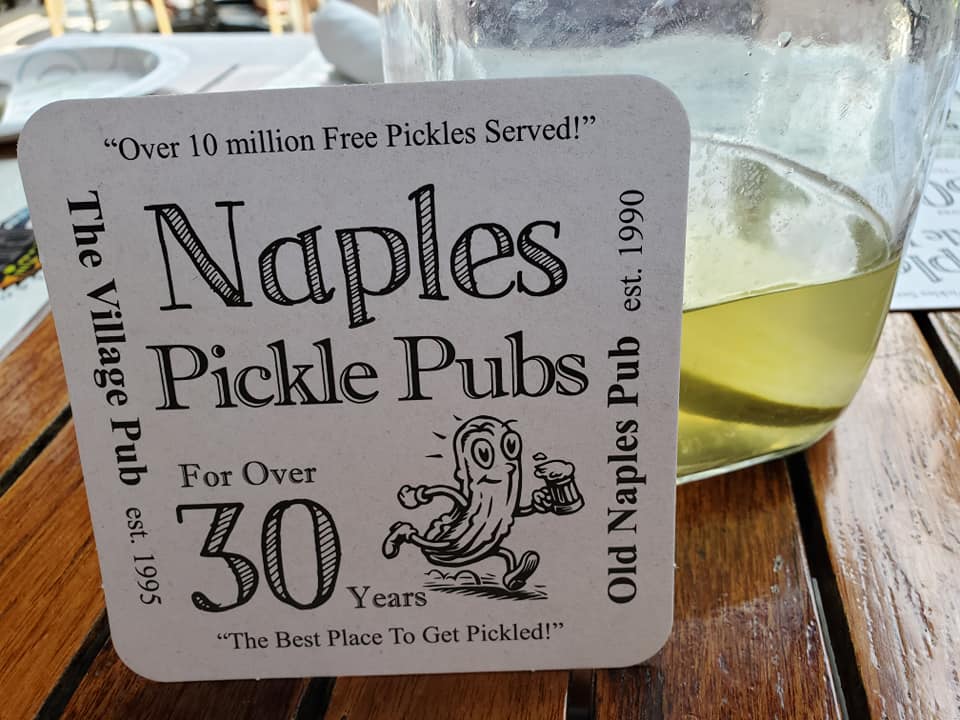 “Over 10 million Free Pickles Served!”
The Village Pub est. 1995
Naples
Pickle Pubs
For Over
30
Years
Old Naples Pub est. 1990
“The Best Place To Get Pickled!”